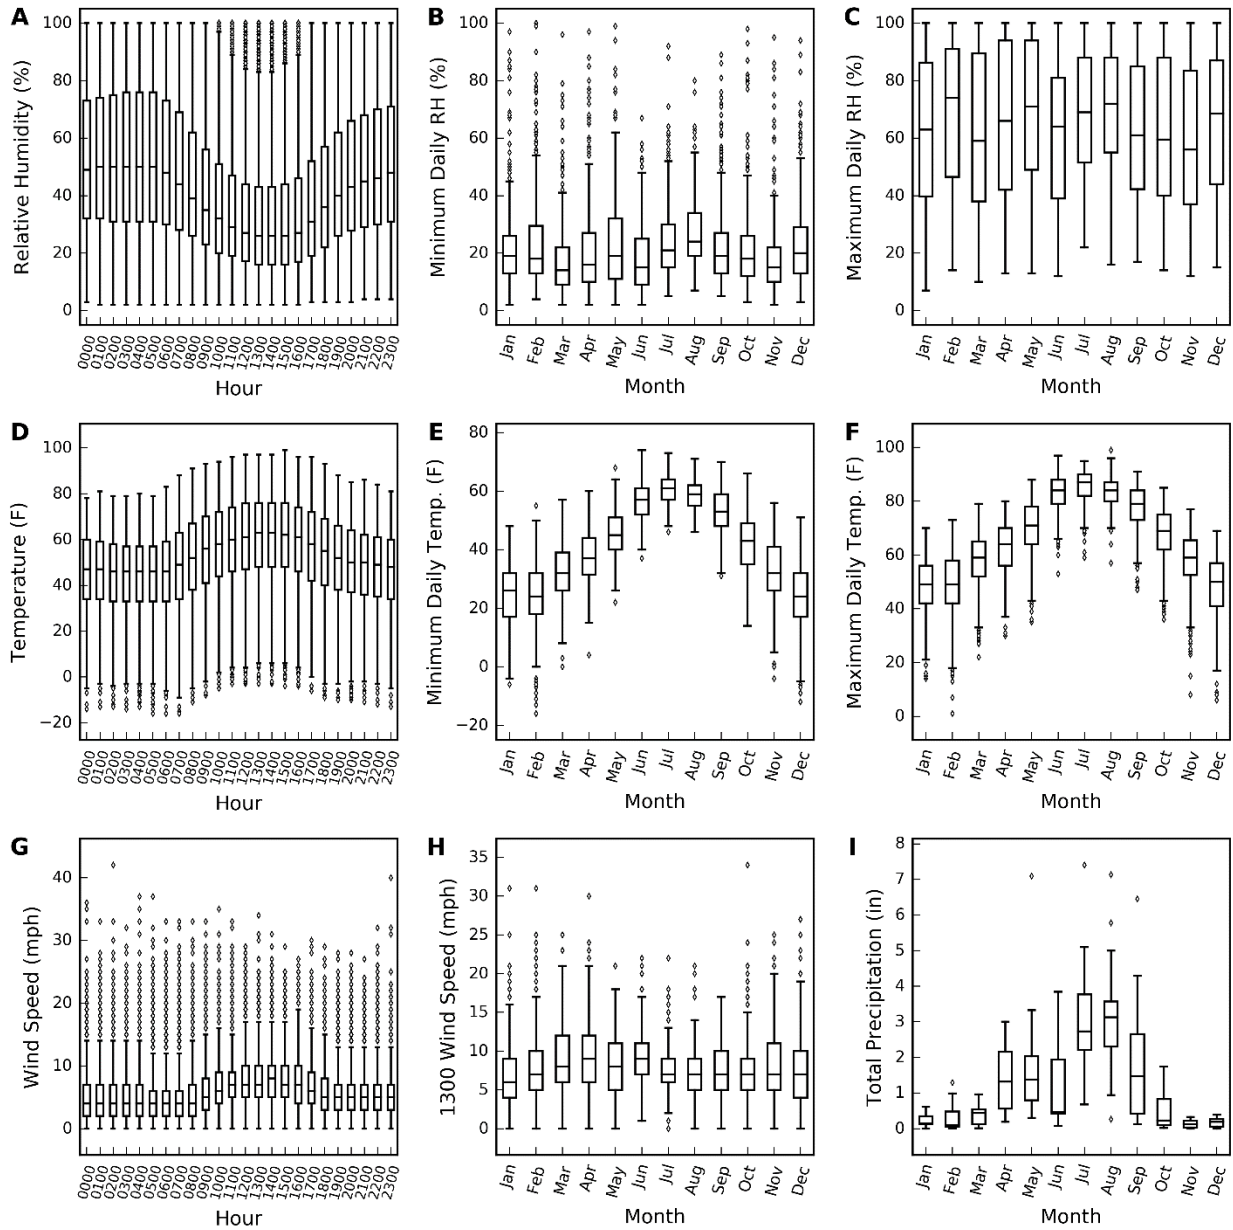 A
Relative Humidity (%)
100
80
60
40
20
0
0000 0100 0200 0300 0400 0500 0600 0700 0800 0900 1000 1100 1200 1300 1400 1500 1600 1700 1800 1900 2000 2100 2200 2300
Hour
B
Minimum Daily RH (%)
100
80
60
40
20
0
Jan Feb Mar Apr May Jun Jul Aug Sep Oct Nov Dec
Month
C
Maximum Daily RH (%)
100
80
60
40
20
0
Jan Feb Mar Apr May Jun Jul Aug Sep Oct Nov Dec
Month
D
Temperature (F)
100
80
60
40
20
0
−20
0000 0100 0200 0300 0400 0500 0600 0700 0800 0900 1000 1100 1200 1300 1400 1500 1600 1700 1800 1900 2000 2100 2200 2300
Hour
E
Minimum Daily Temp. (F)
80
60
40
20
0
−20
Jan Feb Mar Apr May Jun Jul Aug Sep Oct Nov Dec
Month
F
Maximum Daily Temp. (F)
100
80
60
40
20
0
Jan Feb Mar Apr May Jun Jul Aug Sep Oct Nov Dec
Month
G
Wind Speed (mph)
40
30
20
10
0
0000 0100 0200 0300 0400 0500 0600 0700 0800 0900 1000 1100 1200 1300 1400 1500 1600 1700 1800 1900 2000 2100 2200 2300
Hour
H
1300 Wind Speed (mph)
35
30
25
20
15
10
5
0
Jan Feb Mar Apr May Jun Jul Aug Sep Oct Nov Dec
Month
I
Total Precipitation (in)
8
7
6
5
4
3
2
1
0
Jan Feb Mar Apr May Jun Jul Aug Sep Oct Nov Dec
Month